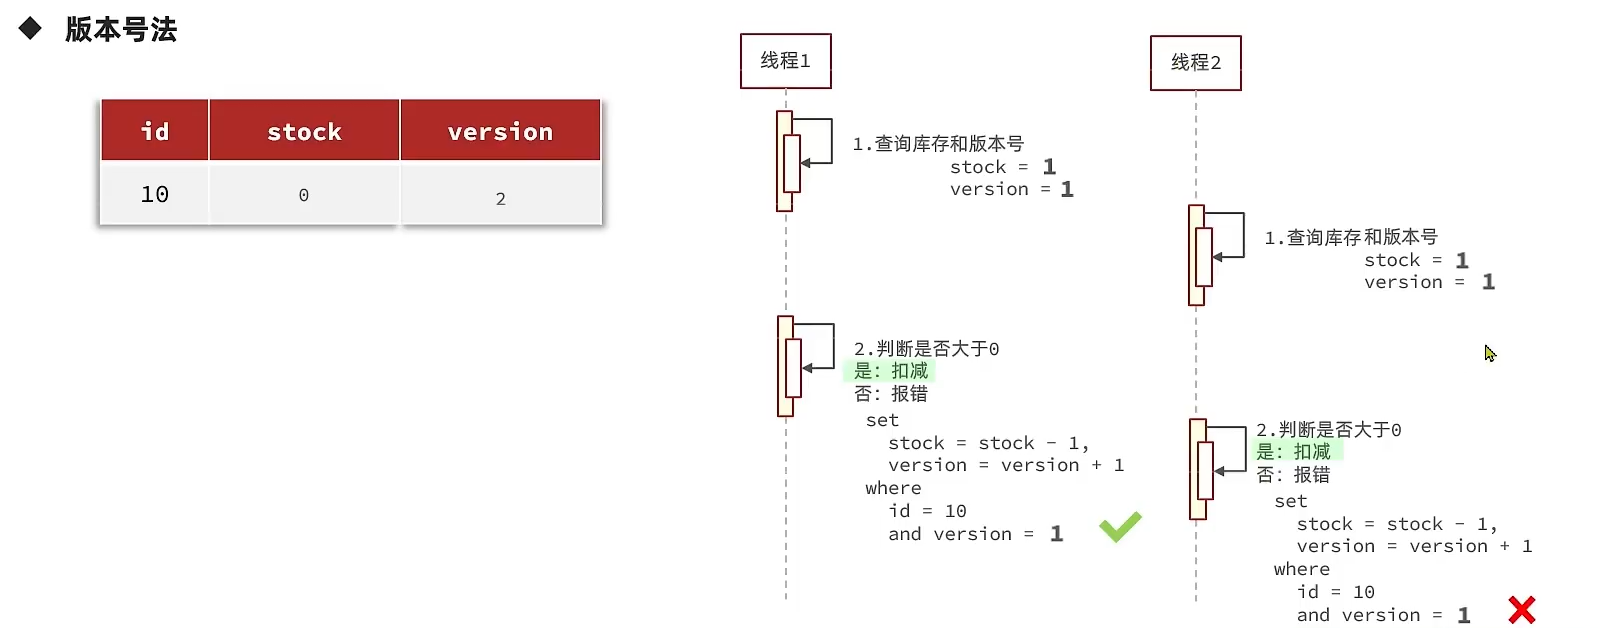 版本号法
id stock version
10 0 2
线程1
1.查询库存和版本号
stock = 1
version = 1
2.判断是否大于0
是：扣减
否：报错
set
stock = stock - 1,
version = version + 1
where
id = 10
and version = 1
线程2
1.查询库存和版本号
stock = 1
version = 1
2.判断是否大于0
是：扣减
否：报错
set
stock = stock - 1,
version = version + 1
where
id = 10
and version = 1